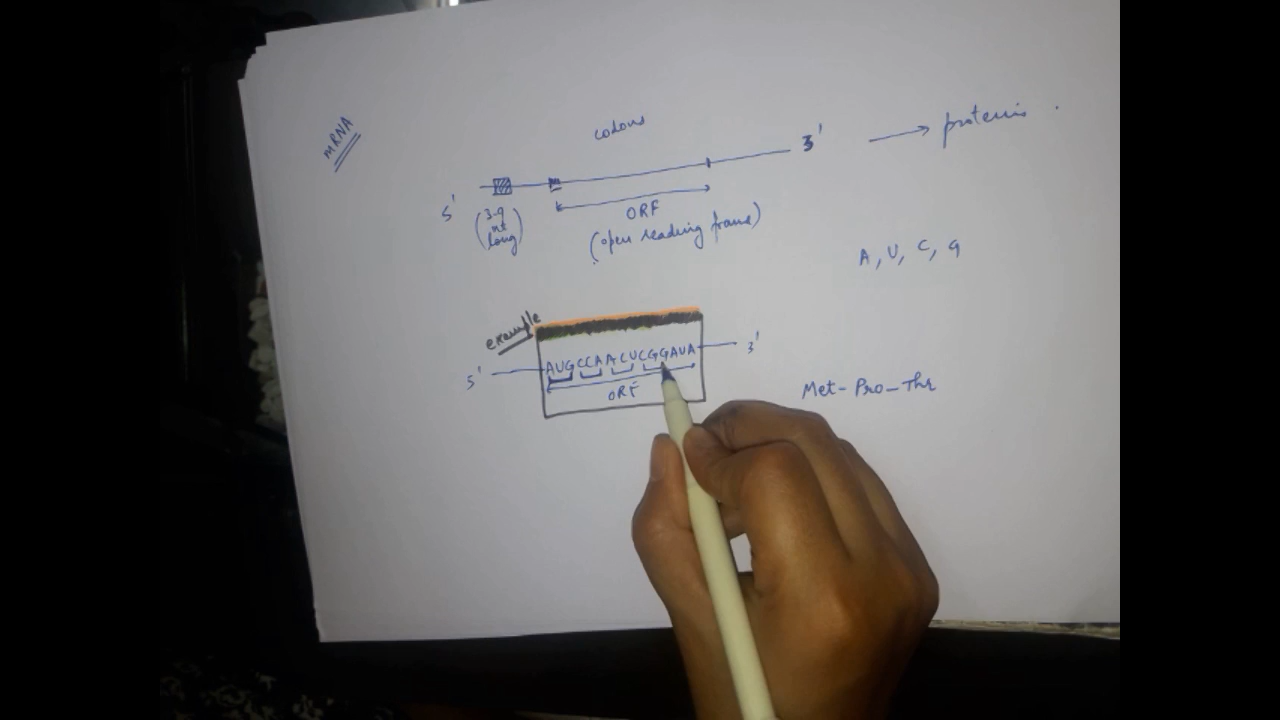 mRNA
codons
5' 3' → proteins
(3-9
nt
long)
ORF
(open reading frame)
A, U, C, G
example
5' AUGCCAACUCGGAUA 3'
ORF
Met-Pro-Thr